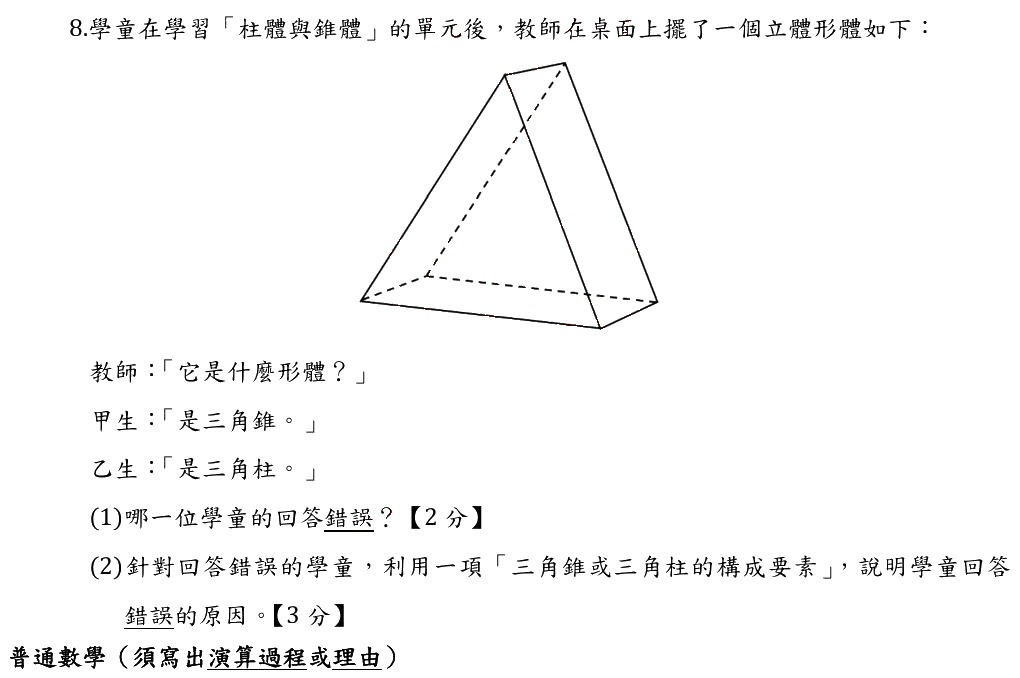 8.學童在學習「柱體與錐體」的單元後，教師在桌面上擺了一個立體形體如下：
教師：「它是什麼形體？」
甲生：「是三角錐。」
乙生：「是三角柱。」
(1)哪一位學童的回答錯誤？【2 分】
(2)針對回答錯誤的學童，利用一項「三角錐或三角柱的構成要素」，說明學童回答
錯誤的原因。【3 分】
普通數學（須寫出演算過程或理由）